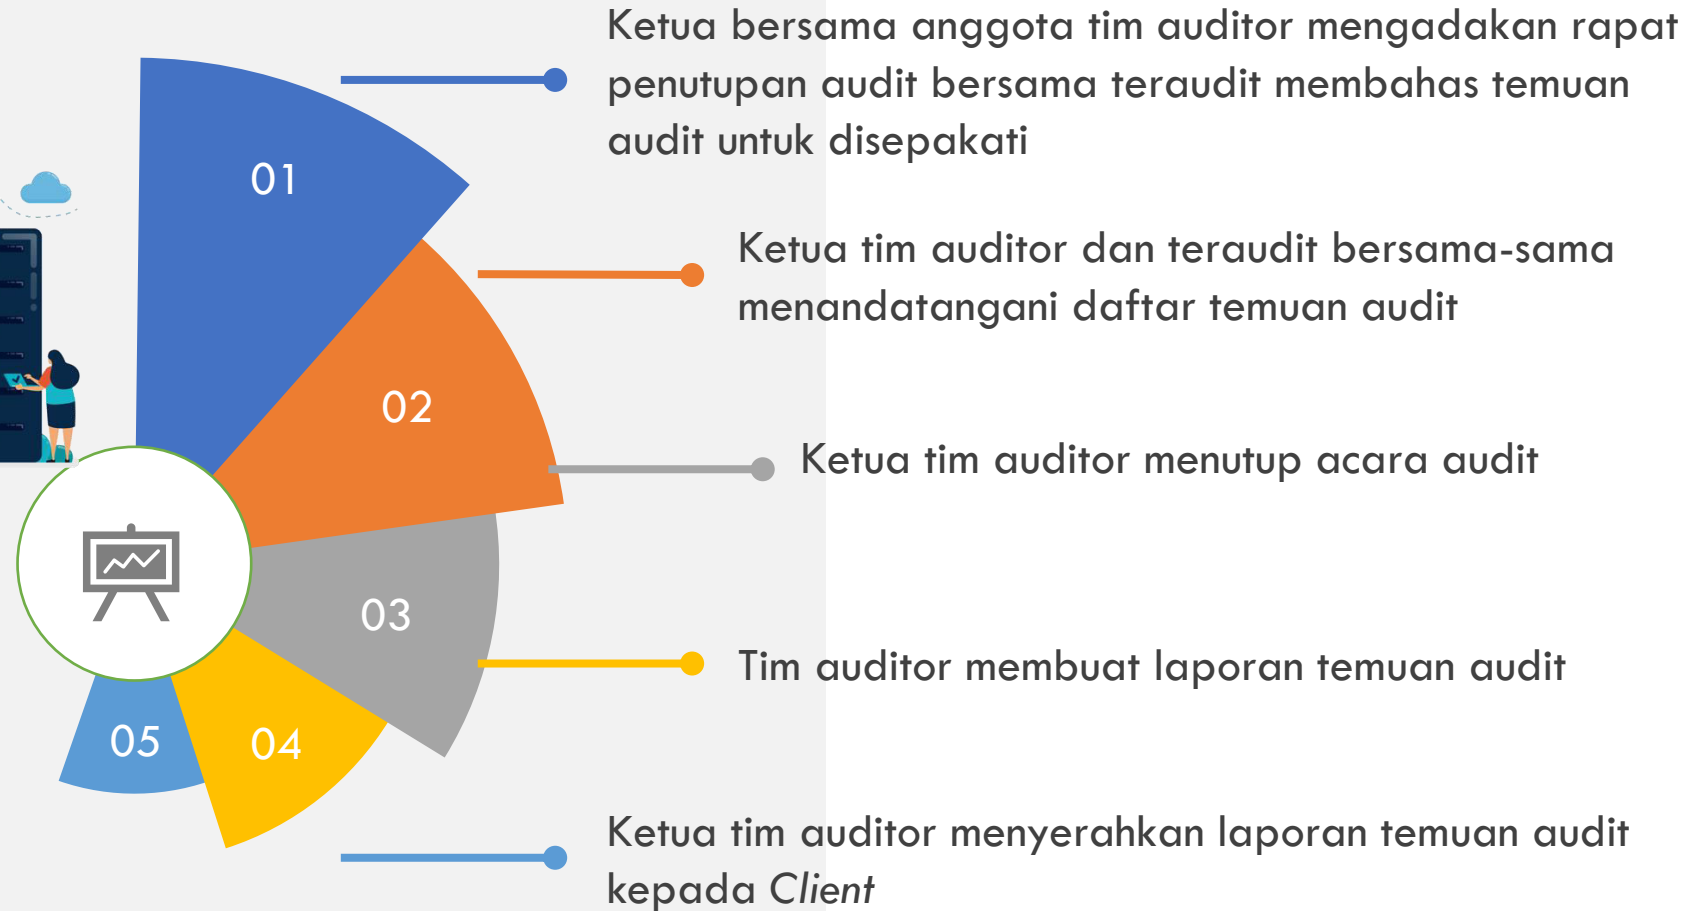 01
Ketua bersama anggota tim auditor mengadakan rapat
penutupan audit bersama teraudit membahas temuan
audit untuk disepakati
02
Ketua tim auditor dan teraudit bersama-sama
menandatangani daftar temuan audit
03
Ketua tim auditor menutup acara audit
04
Tim auditor membuat laporan temuan audit
05
Ketua tim auditor menyerahkan laporan temuan audit
kepada Client